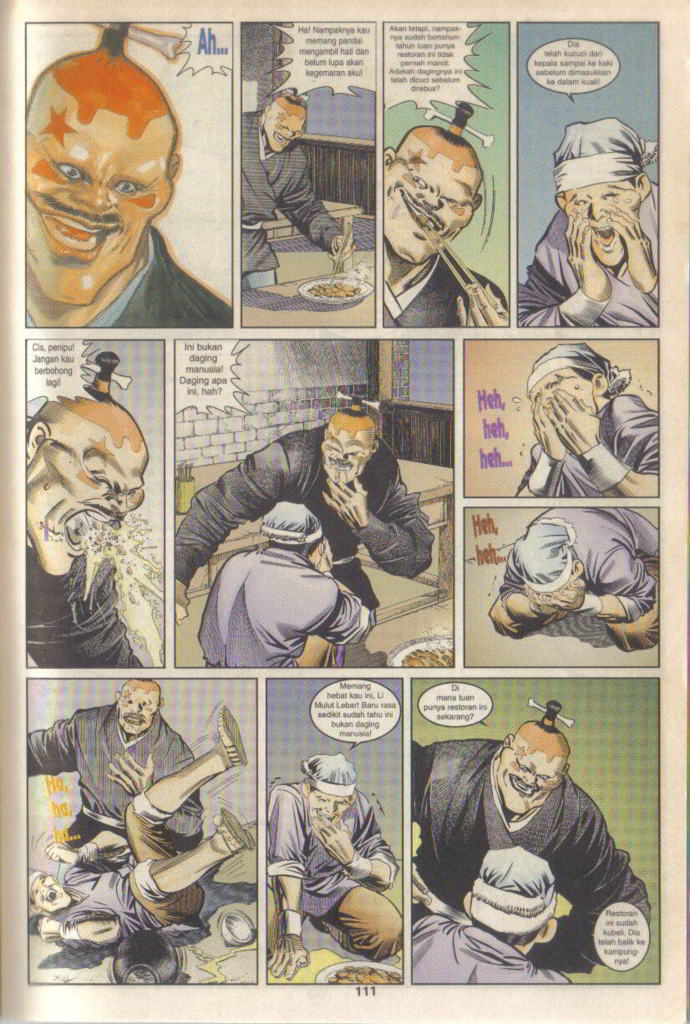 Ah...
Ha! Nampaknya kau
memang pandai
mengambil hati dan
belum lupa akan
kegemaran aku!
Akan tetapi, nampak-
nya sudah bertahun-
tahun tuan punya
restoran ini tidak
pernah mandi.
Adakah dagingnya ini
telah dicuci sebelum
direbus?
Dia
telah kucuci dari
kepala sampai ke kaki
sebelum dimasukkan
ke dalam kuali!
Cis, penipu!
Jangan kau
berbohong
lagi!
Ini bukan
daging
manusia!
Daging apa
ini, hah?
Heh,
heh,
heh...
Heh,
heh...
Ha,
ha,
ha...
Memang
hebat kau ini, Li
Mulut Lebar! Baru rasa
sedikit sudah tahu ini
bukan daging
manusia!
Di
mana tuan
punya restoran ini
sekarang?
Restoran
ini sudah
kubeli. Dia
telah balik ke
kampung-
nya!
111